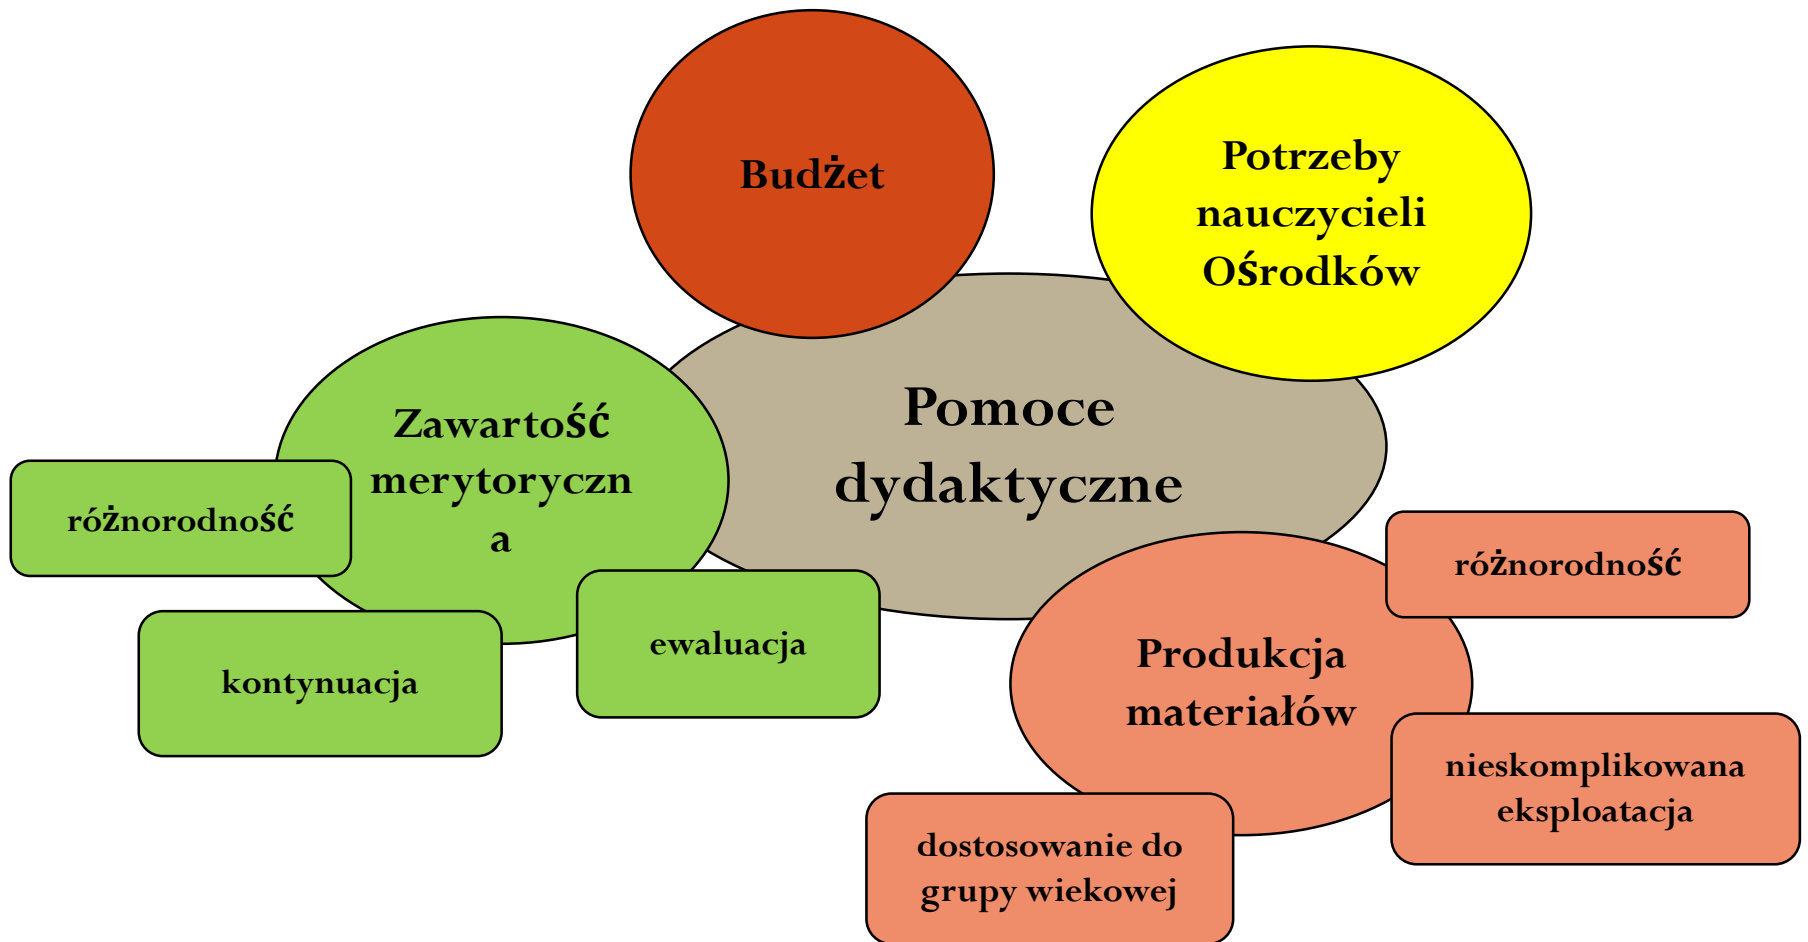 Budżet
Potrzeby
nauczycieli
Ośrodków
Pomoce
dydaktyczne
Zawartość
merytoryczn
a
różnorodność
kontynuacja
ewaluacja
Produkcja
materiałów
różnorodność
nieskomplikowana
eksploatacja
dostosowanie do
grupy wiekowej